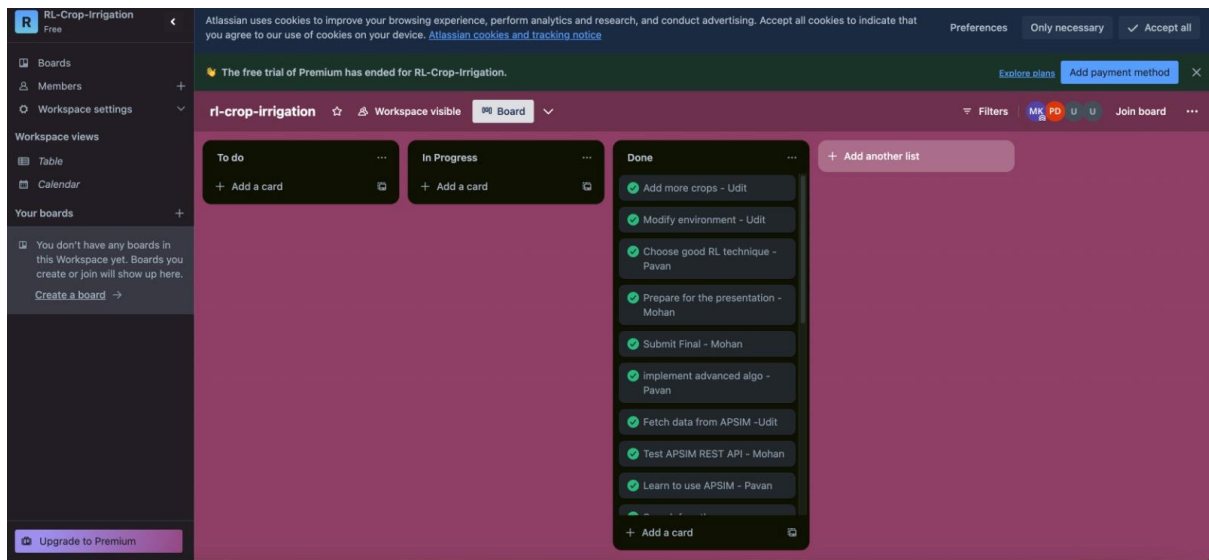 R
RL-Crop-Irrigation
Free
Boards
Members
Workspace settings
Workspace views
Table
Calendar
Your boards
You don't have any boards in
this Workspace yet. Boards you
create or join will show up here.
Create a board →
Upgrade to Premium
Atlassian uses cookies to improve your browsing experience, perform analytics and research, and conduct advertising. Accept all cookies to indicate that
you agree to our use of cookies on your device. Atlassian cookies and tracking notice
Preferences
Only necessary
Accept all
The free trial of Premium has ended for RL-Crop-Irrigation.
Explore plans
Add payment method
rl-crop-irrigation
Workspace visible
Board
Filters
MK PD U U
Join board
To do
+ Add a card
In Progress
+ Add a card
Done
Add more crops - Udit
Modify environment - Udit
Choose good RL technique -
Pavan
Prepare for the presentation -
Mohan
Submit Final - Mohan
implement advanced algo -
Pavan
Fetch data from APSIM -Udit
Test APSIM REST API - Mohan
Learn to use APSIM - Pavan
+ Add a card
+ Add another list